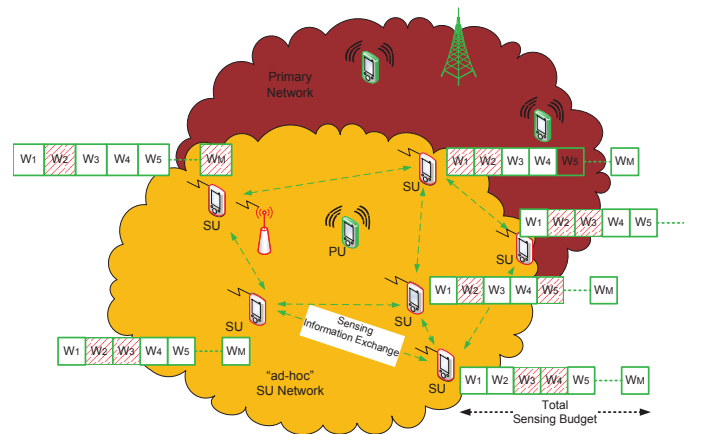 Primary
Network
W1 W2 W3 W4 W5 WM
W1 W2 W3 W4 W5 WM
SU
SU
W1 W2 W3 W4 W5
PU
SU
W1 W2 W3 W4 W5 WM
SU
SU
Sensing
Information Exchange
W1 W2 W3 W4 W5 WM
SU
"ad-hoc"
SU Network
W1 W2 W3 W4 W5 WM
Total
Sensing Budget